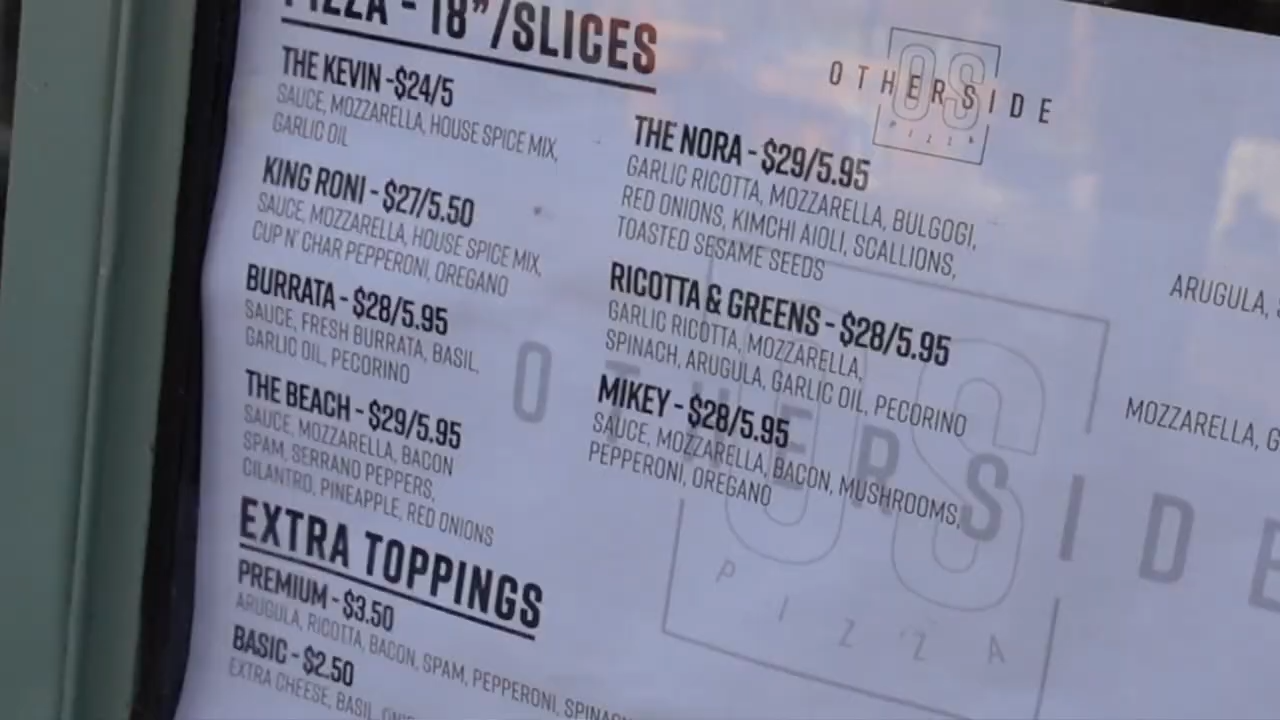 PIZZA - 18"/SLICES
THE KEVIN -$24/5
SAUCE, MOZZARELLA, HOUSE SPICE MIX,
GARLIC OIL
KING RONI - $27/5.50
SAUCE, MOZZARELLA, HOUSE SPICE MIX,
CUP N' CHAR PEPPERONI, OREGANO
BURRATA - $28/5.95
SAUCE, FRESH BURRATA, BASIL,
GARLIC OIL, PECORINO
THE BEACH - $29/5.95
SAUCE, MOZZARELLA, BACON
SPAM, SERRANO PEPPERS,
CILANTRO, PINEAPPLE, RED ONIONS
EXTRA TOPPINGS
PREMIUM - $3.50
ARUGULA, RICOTTA, BACON, SPAM, PEPPERONI,
BASIC - $2.50
EXTRA CHEESE, BASIL,
OS
OTHERSIDE
PIZZA
THE NORA - $29/5.95
GARLIC RICOTTA, MOZZARELLA, BULGOGI,
RED ONIONS, KIMCHI AIOLI, SCALLIONS,
TOASTED SESAME SEEDS
RICOTTA & GREENS - $28/5.95
GARLIC RICOTTA, MOZZARELLA,
SPINACH, ARUGULA, GARLIC OIL, PECORINO
MIKEY - $28/5.95
SAUCE, MOZZARELLA, BACON, MUSHROOMS,
PEPPERONI, OREGANO
OS
OTHERSIDE
PIZZA
ARUGULA,
MOZZARELLA,